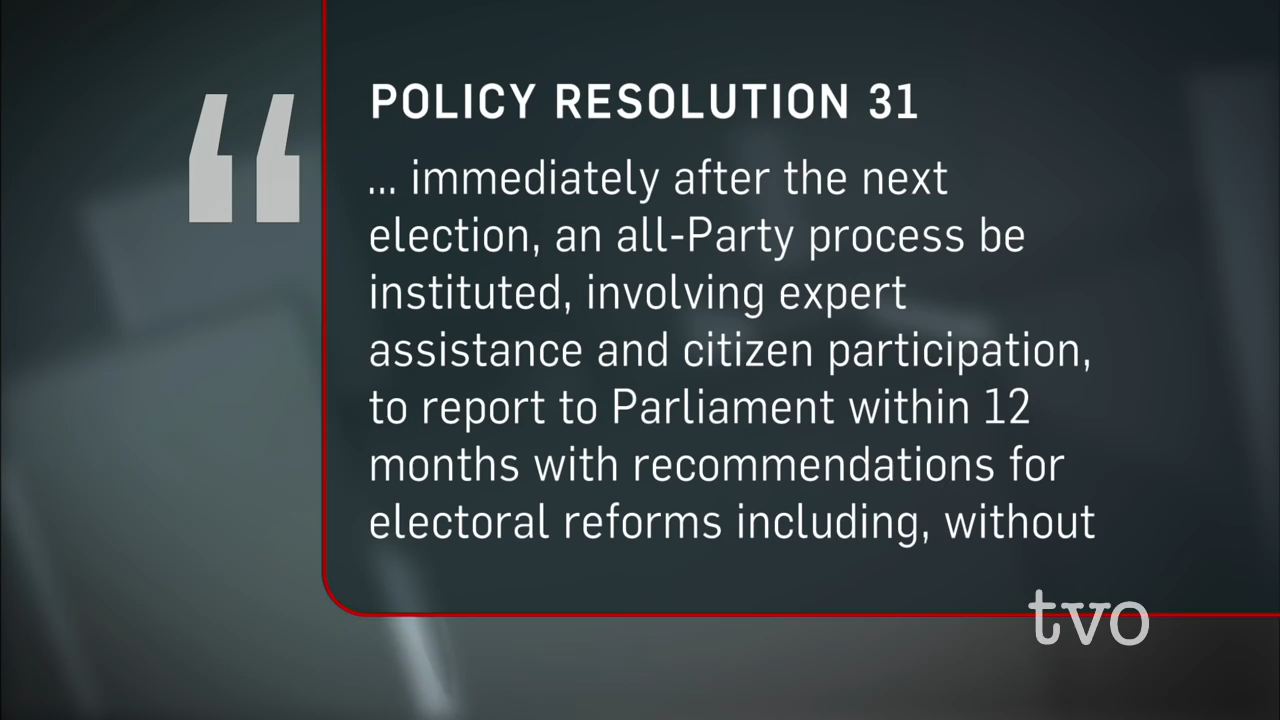 “
POLICY RESOLUTION 31
... immediately after the next
election, an all-Party process be
instituted, involving expert
assistance and citizen participation,
to report to Parliament within 12
months with recommendations for
electoral reforms including, without
tvo